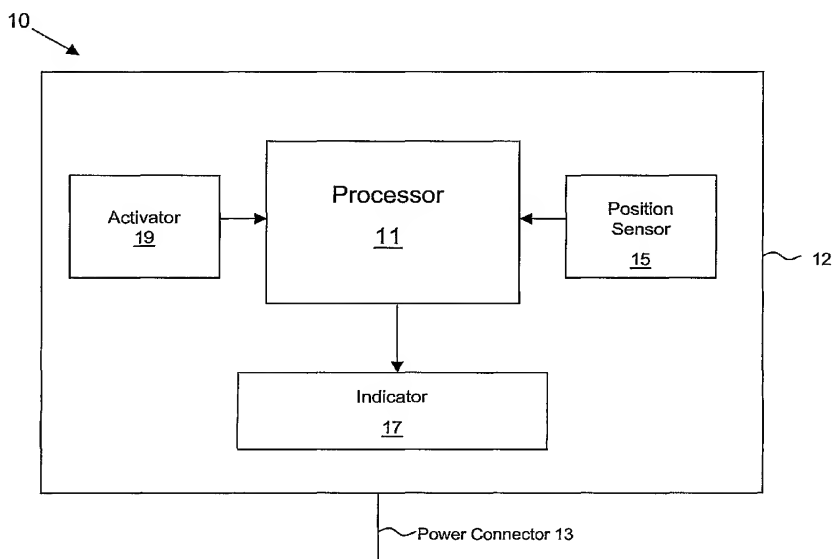 10
Processor
11
Activator
19
Position
Sensor
15
12
Indicator
17
Power Connector 13